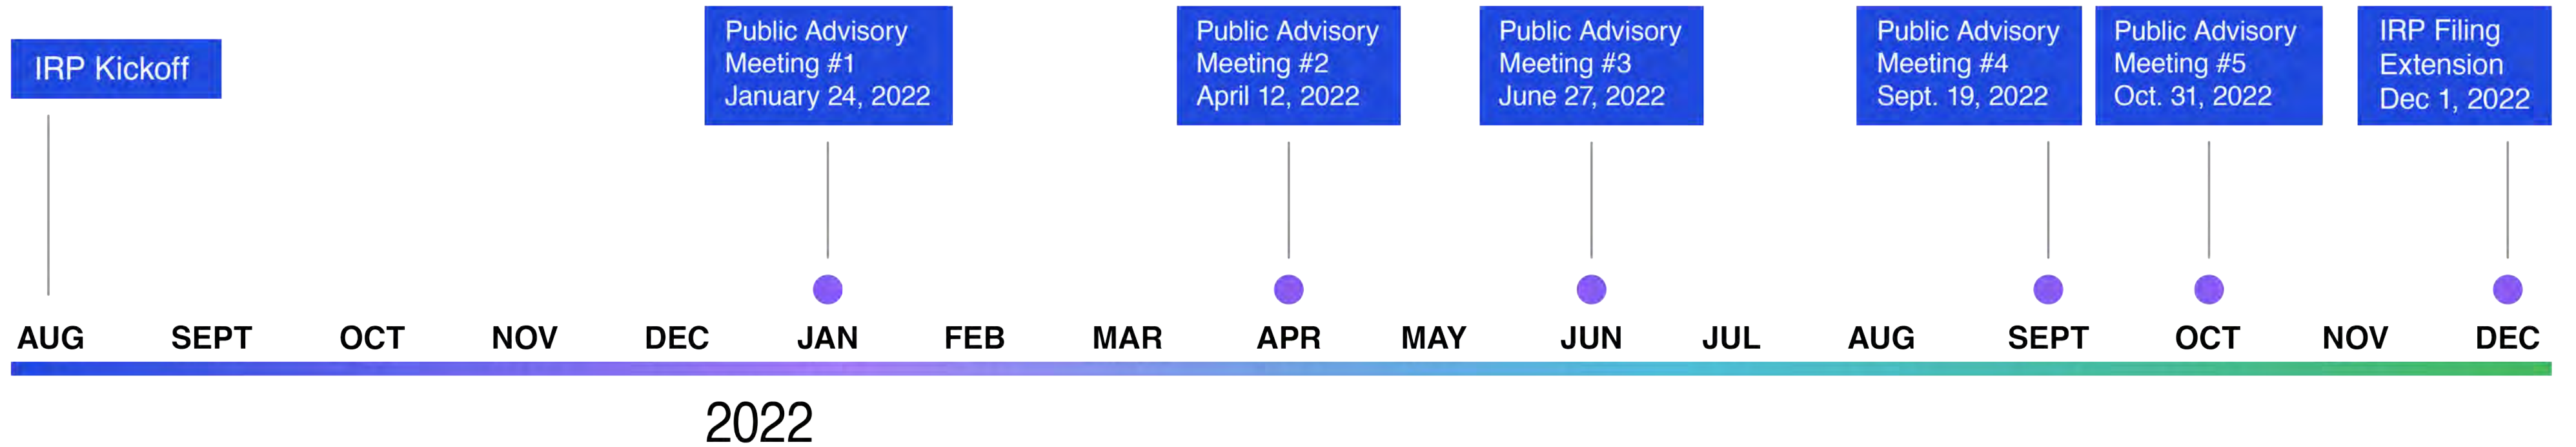 IRP Kickoff
Public Advisory
Meeting #1
January 24, 2022
Public Advisory
Meeting #2
April 12, 2022
Public Advisory
Meeting #3
June 27, 2022
Public Advisory
Meeting #4
Sept. 19, 2022
Public Advisory
Meeting #5
Oct. 31, 2022
IRP Filing
Extension
Dec 1, 2022
AUG SEPT OCT NOV DEC JAN FEB MAR APR MAY JUN JUL AUG SEPT OCT NOV DEC
2022